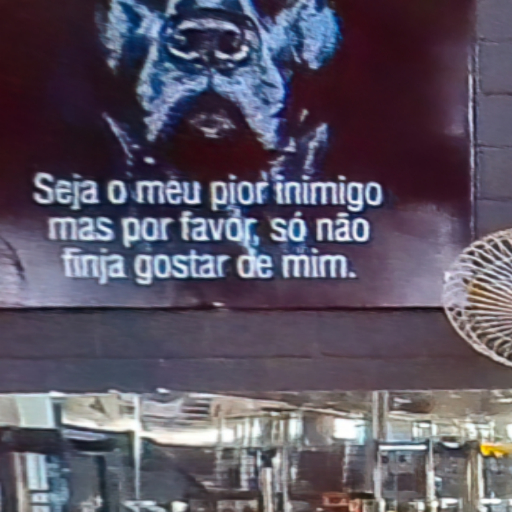 Seja o meu pior inimigo
mas por favor, só não
finja gostar de mim.